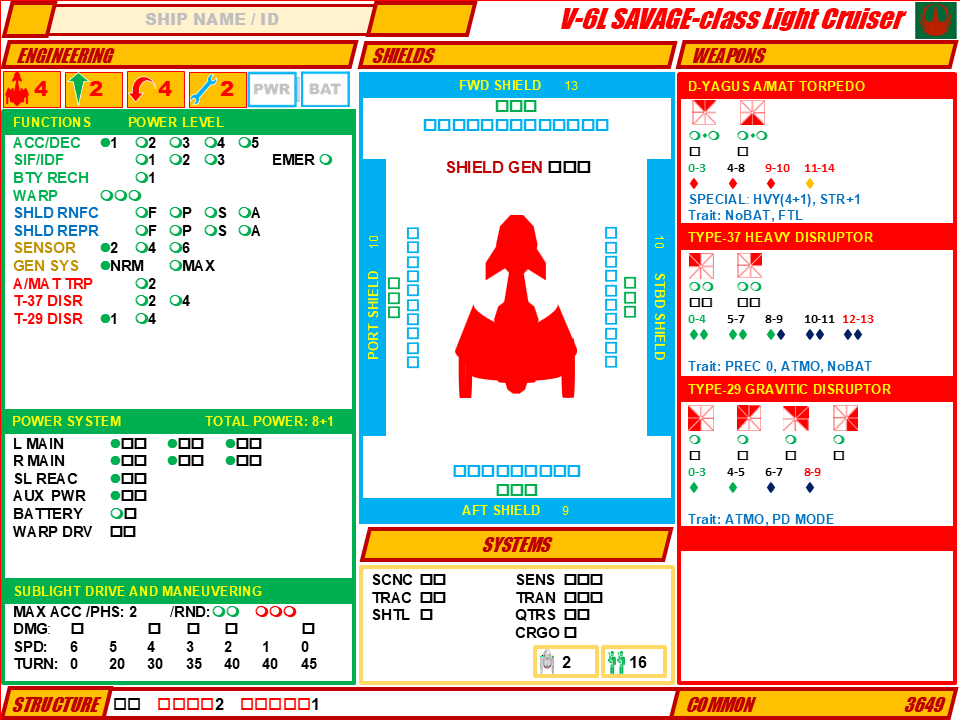 SHIP NAME / ID
V-6L SAVAGE-class Light Cruiser
ENGINEERING
4 2 4 2 PWR BAT
FUNCTIONS POWER LEVEL
ACC/DEC 1 2 3 4 5
SIF/IDF 1 2 3 EMER
BTY RECH 1
WARP
SHLD RNFC F P S A
SHLD REPR F P S A
SENSOR 2 4 6
GEN SYS NRM MAX
A/MAT TRP 2
T-37 DISR 2 4
T-29 DISR 1 4
POWER SYSTEM TOTAL POWER: 8+1
L MAIN
R MAIN
SL REAC
AUX PWR
BATTERY
WARP DRV
SUBLIGHT DRIVE AND MANEUVERING
MAX ACC /PHS: 2 /RND:
DMG:
SPD: 6 5 4 3 2 1 0
TURN: 0 20 30 35 40 40 45
SHIELDS
FWD SHIELD 13
SHIELD GEN
PORT SHIELD 10
10 STBD SHIELD
AFT SHIELD 9
SYSTEMS
SCNC SENS
TRAC TRAN
SHTL QTRS
CRGO
2 16
WEAPONS
D-YAGUS A/MAT TORPEDO
0-3 4-8 9-10 11-14
SPECIAL: HVY(4+1), STR+1
Trait: NoBAT, FTL
TYPE-37 HEAVY DISRUPTOR
0-4 5-7 8-9 10-11 12-13
Trait: PREC 0, ATMO, NoBAT
TYPE-29 GRAVITIC DISRUPTOR
0-3 4-5 6-7 8-9
Trait: ATMO, PD MODE
STRUCTURE 2 1
COMMON 3649